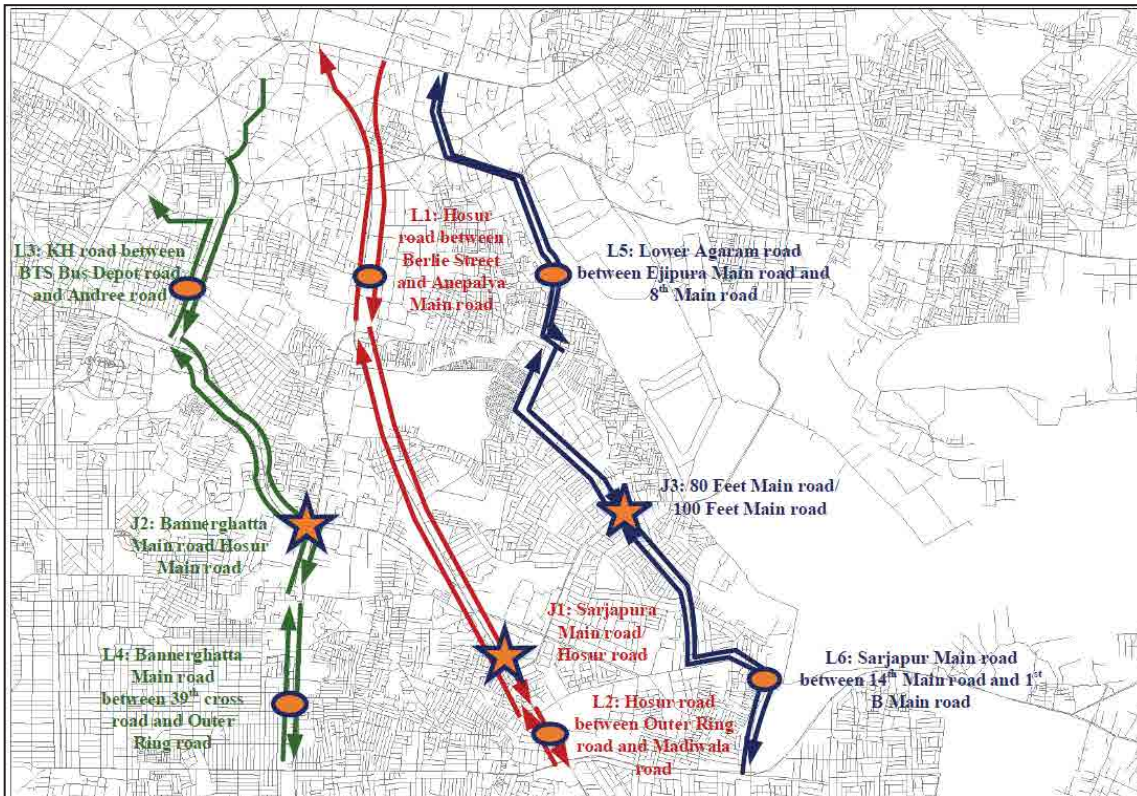 L1: Hosur
road between
Berlie Street
and Anepalya
Main road
L3: KH road between
BTS Bus Depot road
and Andree road
L5: Lower Agaram road
between Ejipura Main road and
8th Main road
J3: 80 Feet Main road/
100 Feet Main road
J2: Bannerghatta
Main road/Hosur
Main road
J1: Sarjapura
Main road/
Hosur road
L4: Bannerghatta
Main road
between 39th cross
road and Outer
Ring road
L6: Sarjapur Main road
between 14th Main road and 1st
B Main road
L2: Hosur road
between Outer Ring
road and Madiwala
road